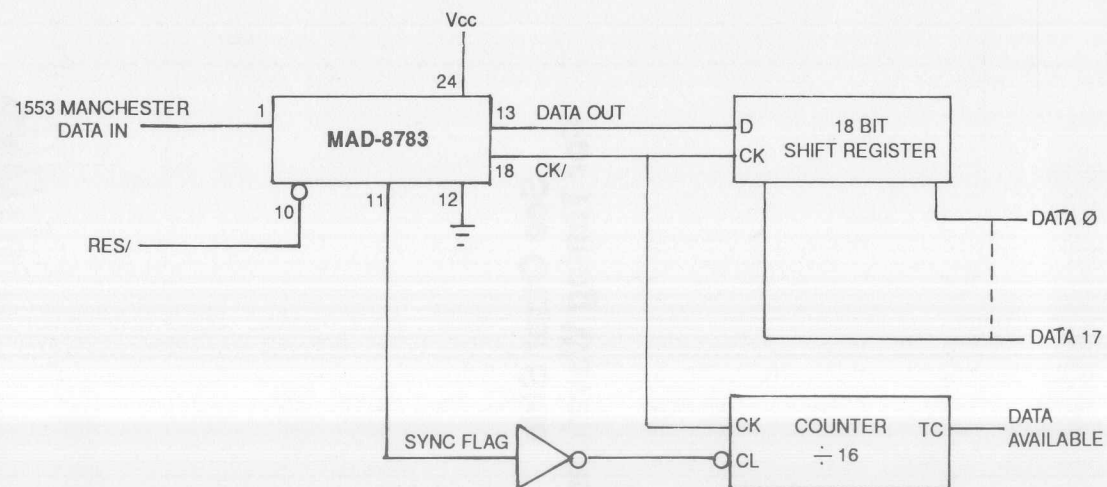 Vcc
24
1553 MANCHESTER
DATA IN
1
MAD-8783
13
DATA OUT
18
CK/
10
11
12
RES/
D
CK
18 BIT
SHIFT REGISTER
DATA Ø
DATA 17
SYNC FLAG
CK
CL
COUNTER
÷ 16
TC
DATA
AVAILABLE